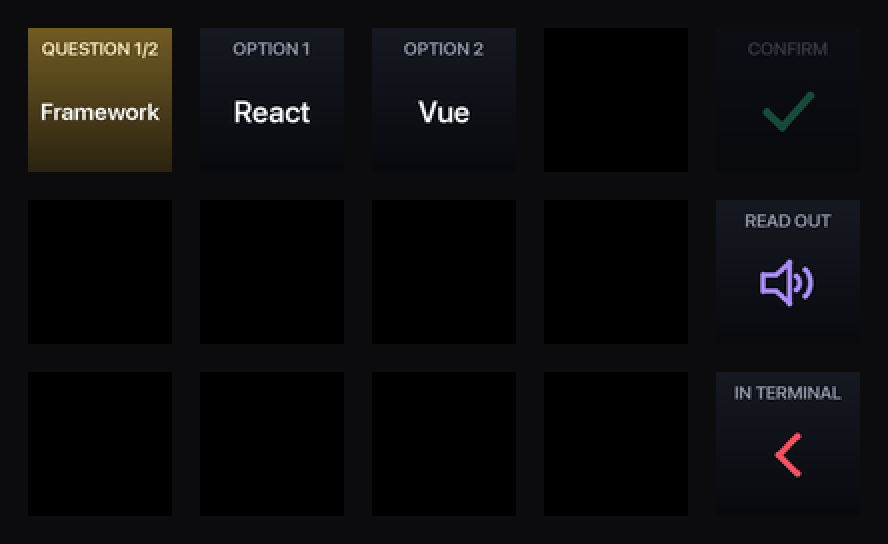 QUESTION 1/2
Framework
OPTION 1
React
OPTION 2
Vue
CONFIRM
READ OUT
IN TERMINAL